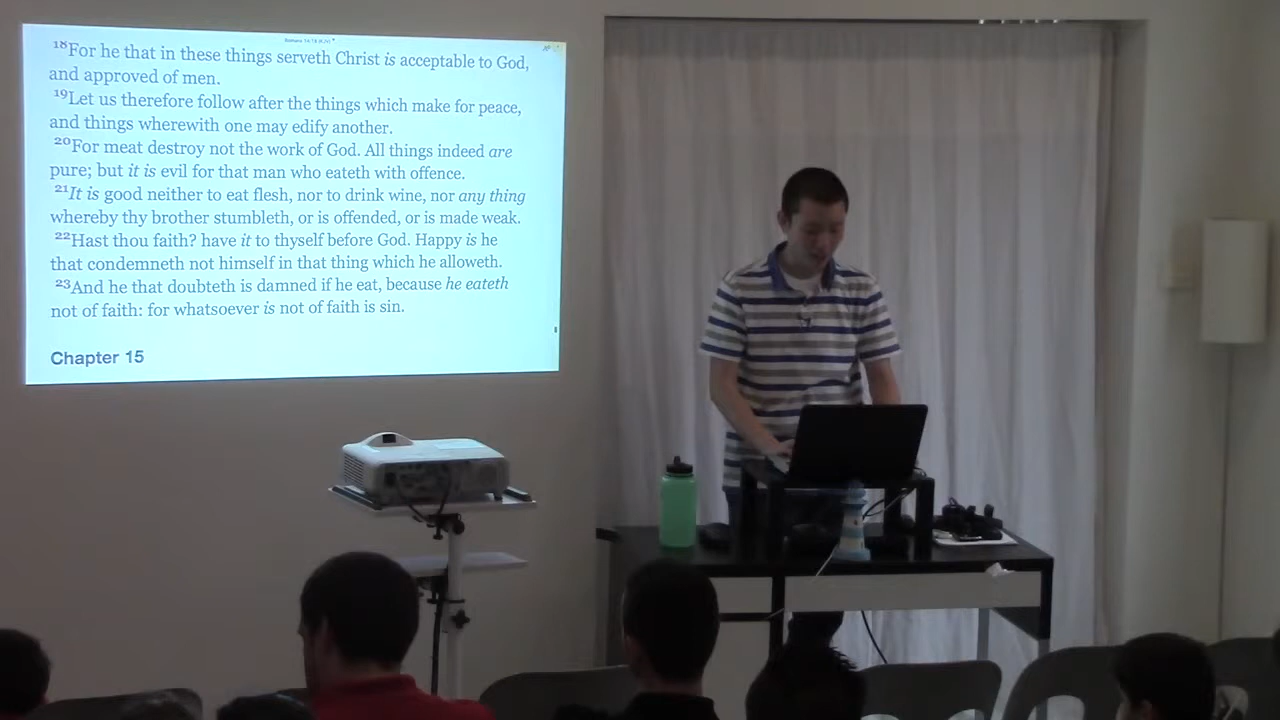 Romans 14:18 (KJV)
18For he that in these things serveth Christ is acceptable to God,
and approved of men.
19Let us therefore follow after the things which make for peace,
and things wherewith one may edify another.
20For meat destroy not the work of God. All things indeed are
pure; but it is evil for that man who eateth with offence.
21It is good neither to eat flesh, nor to drink wine, nor any thing
whereby thy brother stumbleth, or is offended, or is made weak.
22Hast thou faith? have it to thyself before God. Happy is he
that condemneth not himself in that thing which he alloweth.
23And he that doubteth is damned if he eat, because he eateth
not of faith: for whatsoever is not of faith is sin.
Chapter 15